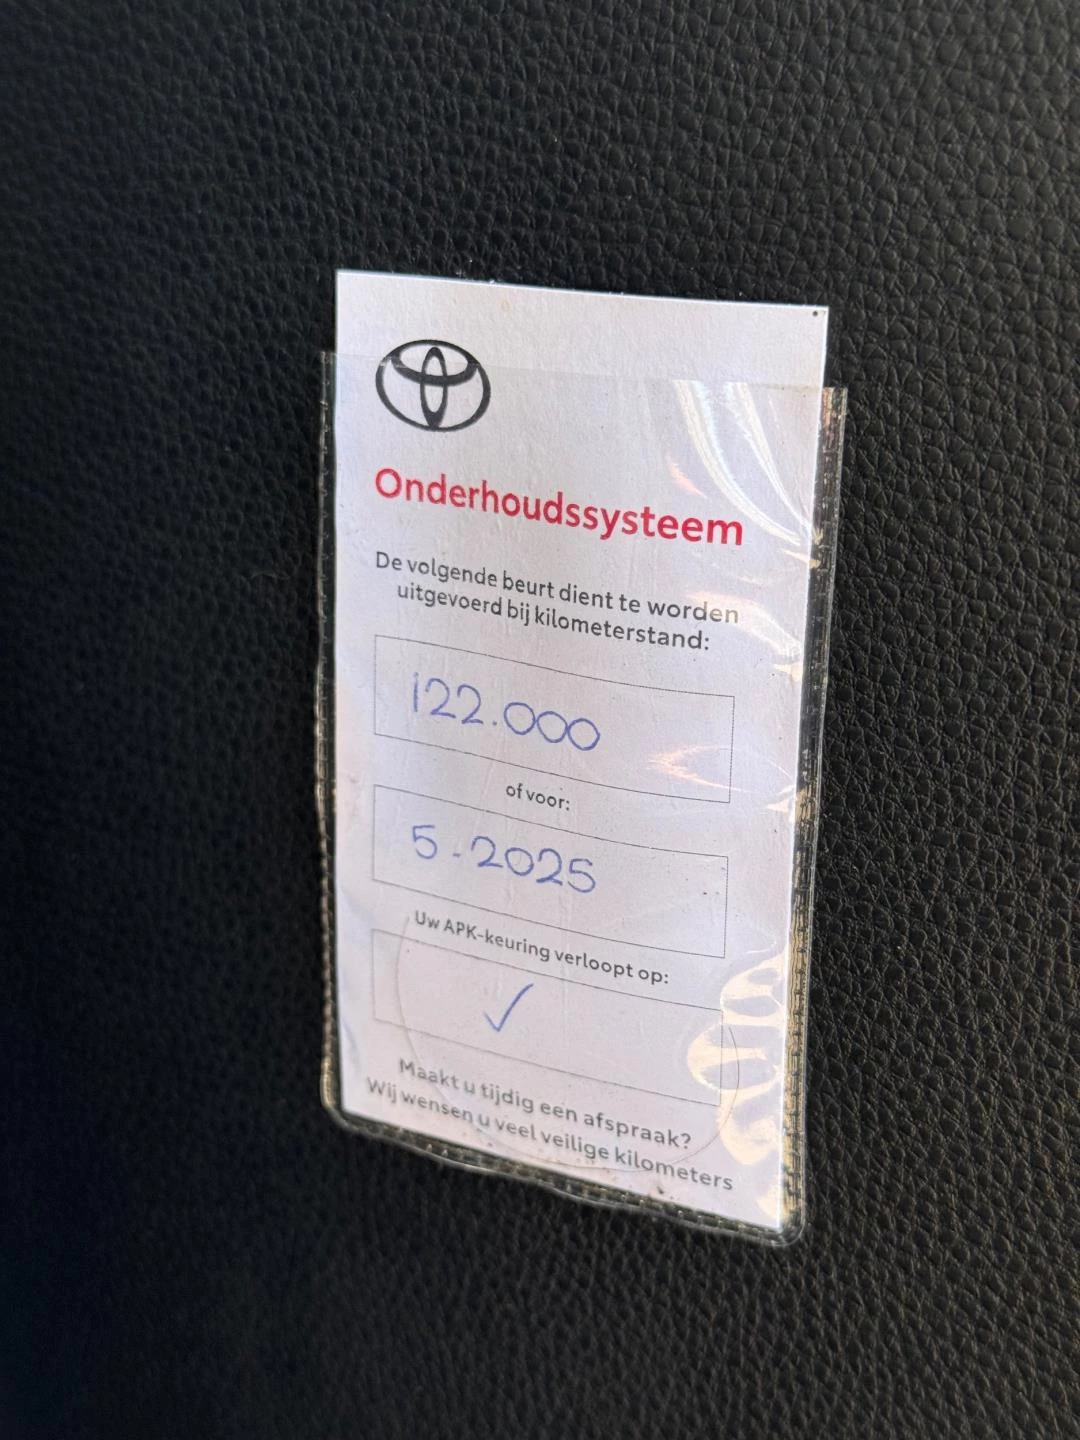 Onderhoudssysteem
De volgende beurt dient te worden
uitgevoerd bij kilometerstand:
122.000
of voor:
5-2025
Uw APK-keuring verloopt op:
✓
Maakt u tijdig een afspraak?
Wij wensen u veel veilige kilometers